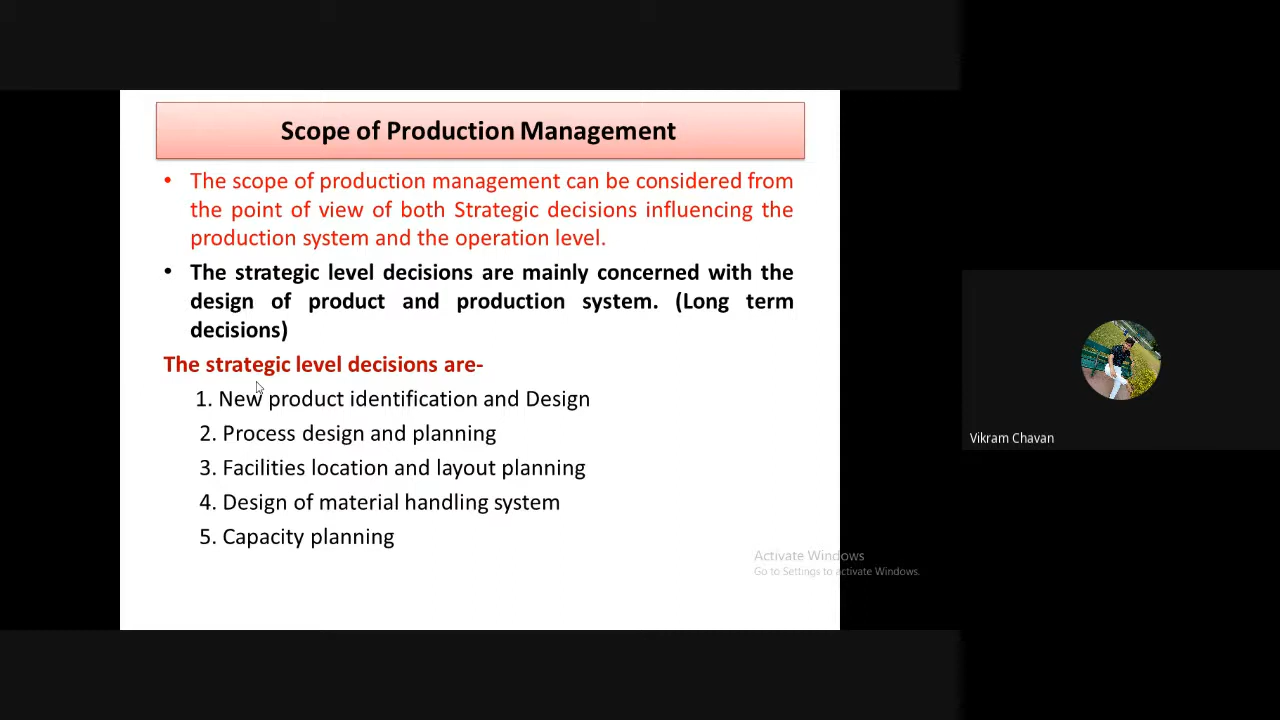 Scope of Production Management
• The scope of production management can be considered from
the point of view of both Strategic decisions influencing the
production system and the operation level.
• The strategic level decisions are mainly concerned with the
design of product and production system. (Long term
decisions)
The strategic level decisions are-
1. New product identification and Design
2. Process design and planning
3. Facilities location and layout planning
4. Design of material handling system
5. Capacity planning
Activate Windows
Go to Settings to activate Windows.
Vikram Chavan